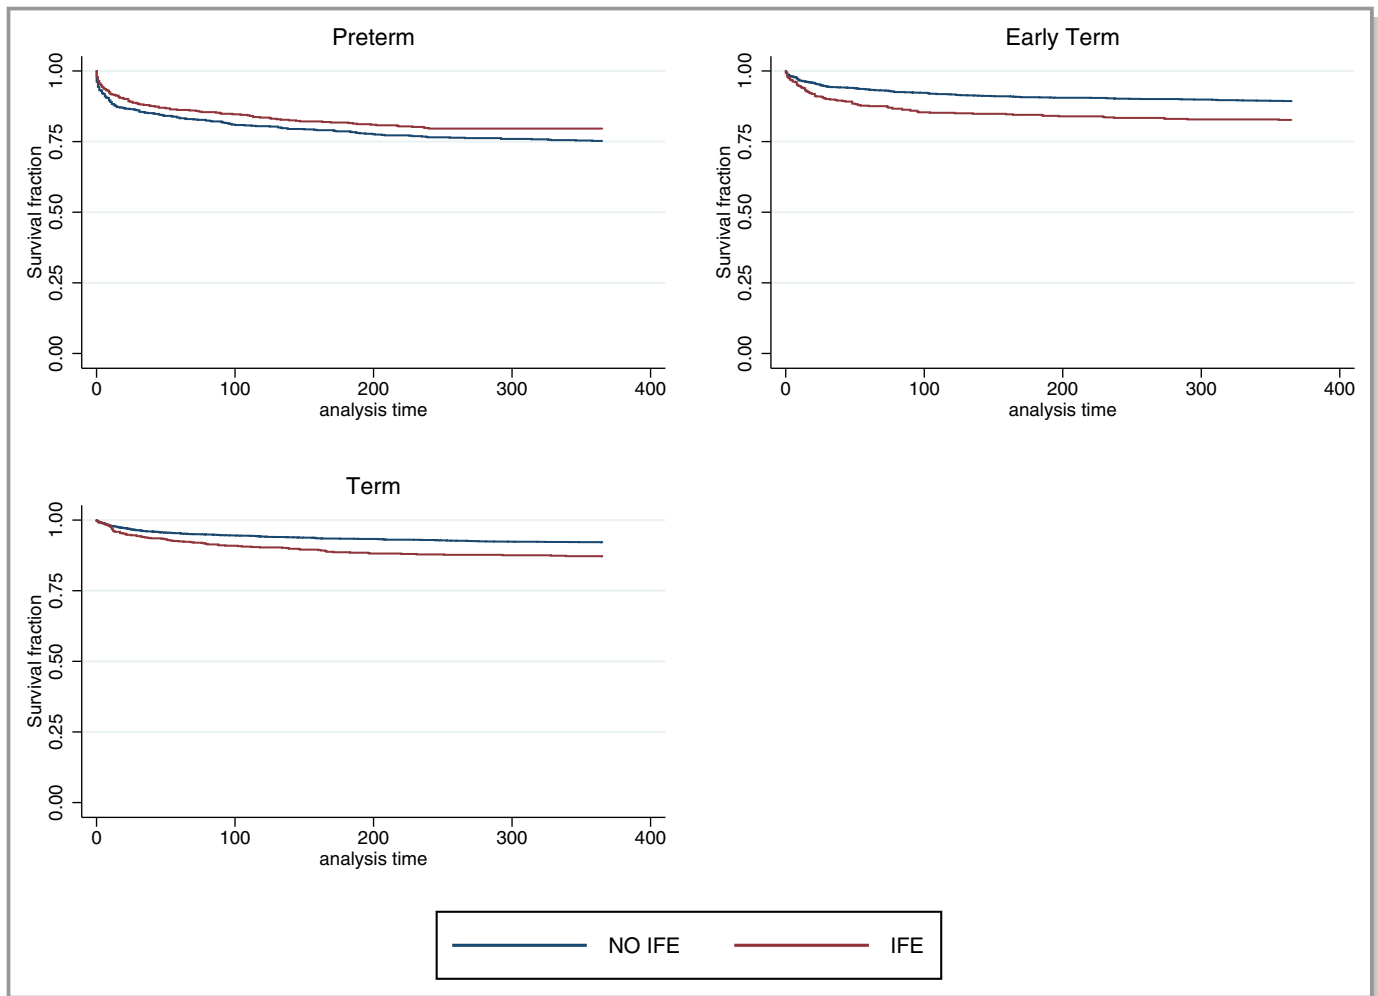 Preterm
Survival fraction
1.00
0.75
0.50
0.25
0.00
0 100 200 300 400
analysis time
Early Term
Survival fraction
1.00
0.75
0.50
0.25
0.00
0 100 200 300 400
analysis time
Term
Survival fraction
1.00
0.75
0.50
0.25
0.00
0 100 200 300 400
analysis time
NO IFE IFE